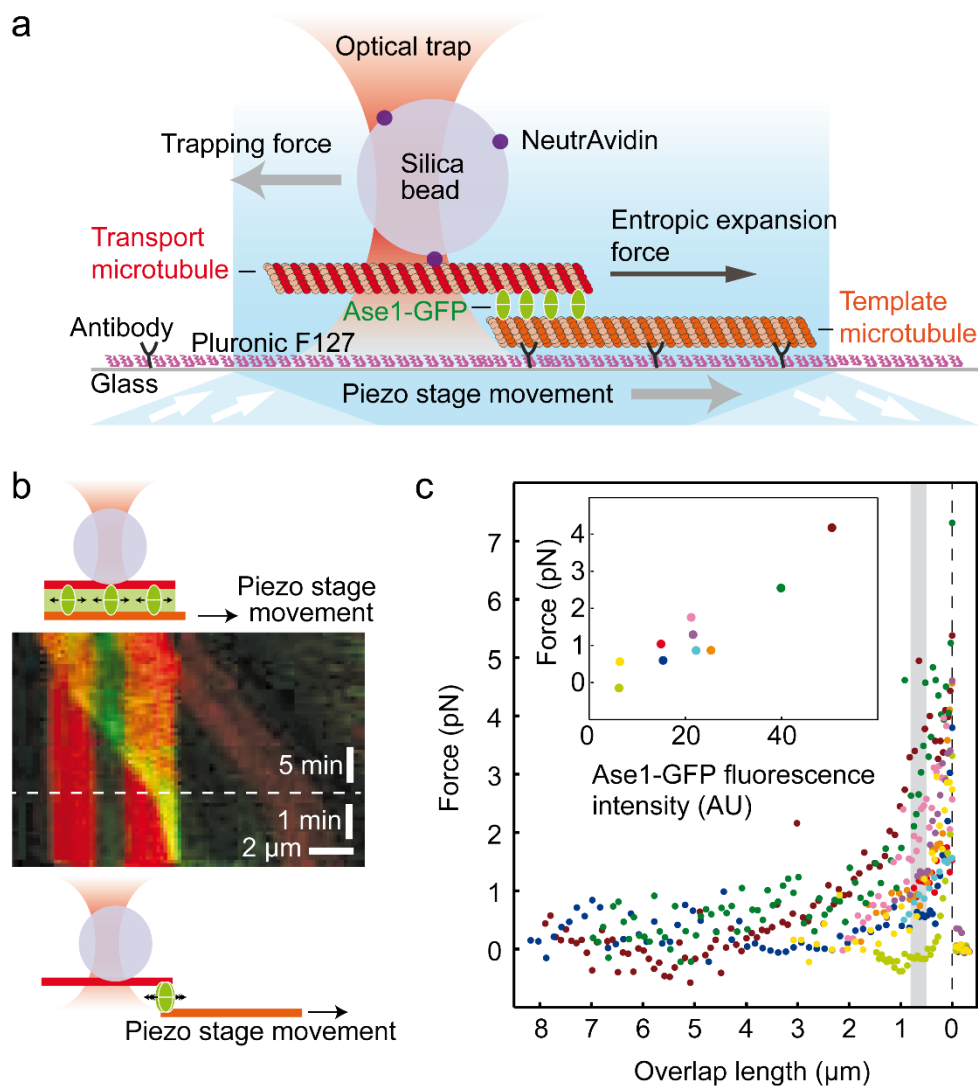 a
Optical trap
Trapping force
Silica
bead
NeutrAvidin
Transport
microtubule
Entropic expansion
force
Ase1-GFP
Template
microtubule
Antibody
Pluronic F127
Glass
Piezo stage movement
b
Piezo stage
movement
5 min
1 min
2 µm
Piezo stage movement
c
Force (pN)
7
6
5
4
3
2
1
0
8 7 6 5 4 3 2 1 0
Overlap length (µm)
Force (pN)
4
3
2
1
0
0 20 40
Ase1-GFP fluorescence
intensity (AU)